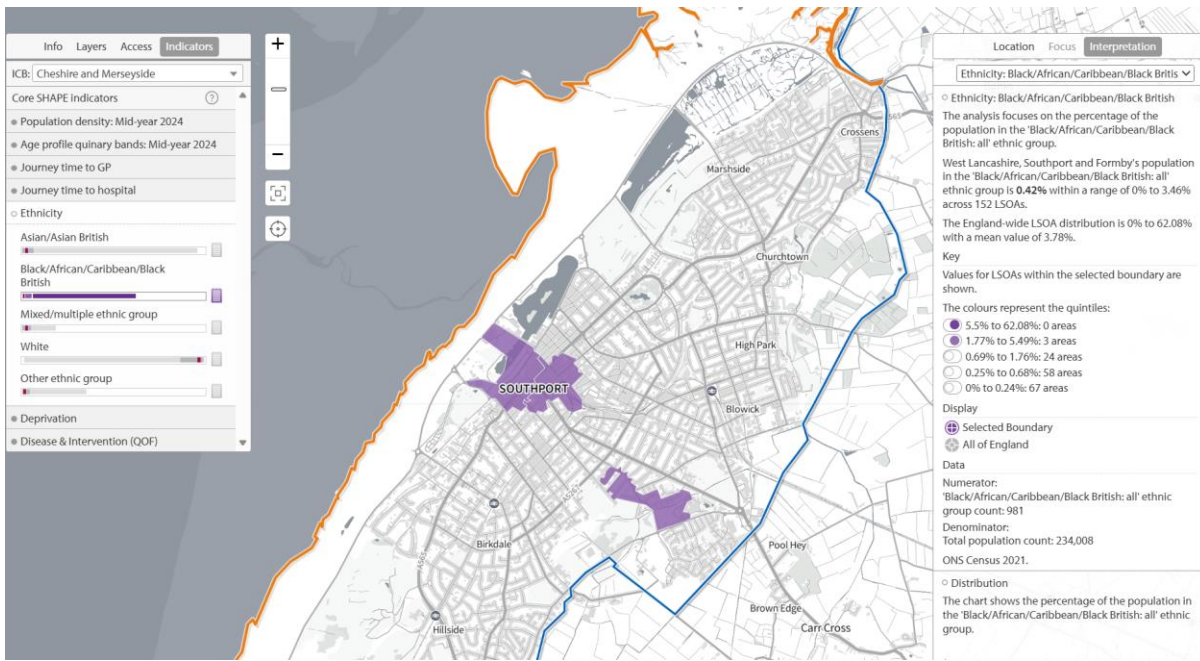 Info Layers Access Indicators
ICB: Cheshire and Merseyside
Core SHAPE indicators ?
Population density: Mid-year 2024
Age profile quinary bands: Mid-year 2024
Journey time to GP
Journey time to hospital
Ethnicity
Asian/Asian British
Black/African/Caribbean/Black
British
Mixed/multiple ethnic group
White
Other ethnic group
Deprivation
Disease & Intervention (QOF)
+
−
Crossens
A565
Marshside
Churchtown
High Park
SOUTHPORT
Blowick
A5267
Birkdale
A565
Pool Hey
Brown Edge
Hillside
Carr Cross
Location Focus Interpretation
Ethnicity: Black/African/Caribbean/Black Britis
Ethnicity: Black/African/Caribbean/Black British
The analysis focuses on the percentage of the
population in the 'Black/African/Caribbean/Black
British: all' ethnic group.
West Lancashire, Southport and Formby's population
in the 'Black/African/Caribbean/Black British: all'
ethnic group is 0.42% within a range of 0% to 3.46%
across 152 LSOAs.
The England-wide LSOA distribution is 0% to 62.08%
with a mean value of 3.78%.
Key
Values for LSOAs within the selected boundary are
shown.
The colours represent the quintiles:
5.5% to 62.08%: 0 areas
1.77% to 5.49%: 3 areas
0.69% to 1.76%: 24 areas
0.25% to 0.68%: 58 areas
0% to 0.24%: 67 areas
Display
Selected Boundary
All of England
Data
Numerator:
'Black/African/Caribbean/Black British: all' ethnic
group count: 981
Denominator:
Total population count: 234,008
ONS Census 2021.
Distribution
The chart shows the percentage of the population in
the 'Black/African/Caribbean/Black British: all' ethnic
group.